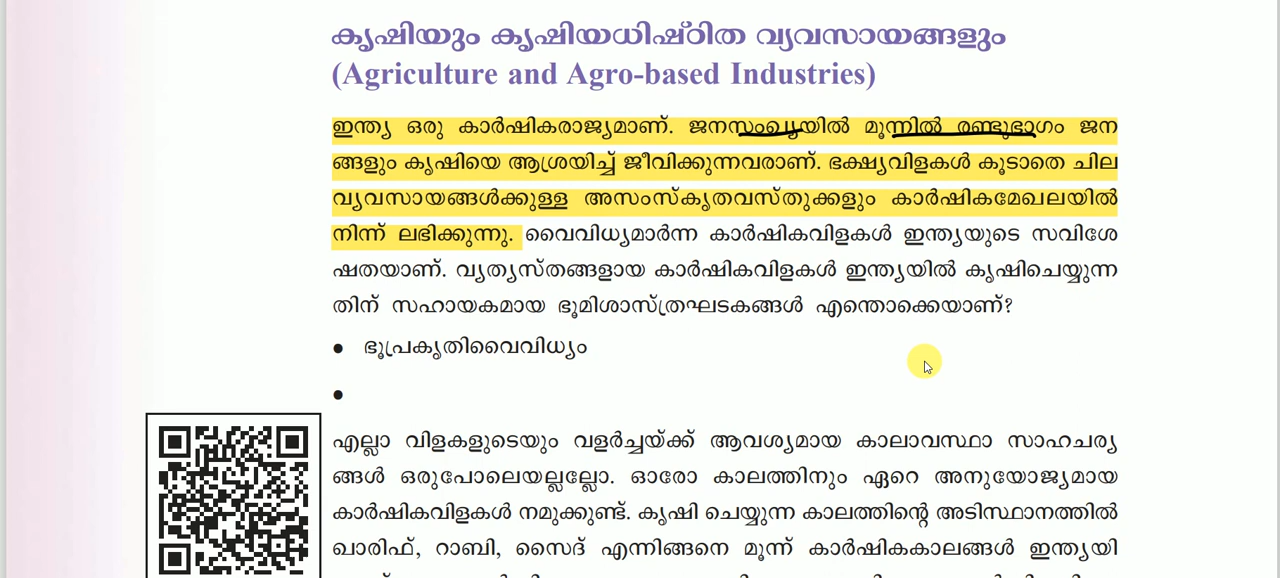 കൃഷിയും കൃഷിയധിഷ്ഠിത വ്യവസായങ്ങളും
(Agriculture and Agro-based Industries)
ഇന്ത്യ ഒരു കാർഷികരാജ്യമാണ്. ജനസംഖ്യയിൽ മൂന്നിൽ രണ്ടുഭാഗം ജന
ങ്ങളും കൃഷിയെ ആശ്രയിച്ച് ജീവിക്കുന്നവരാണ്. ഭക്ഷ്യവിളകൾ കൂടാതെ ചില
വ്യവസായങ്ങൾക്കുള്ള അസംസ്കൃതവസ്തുക്കളും കാർഷികമേഖലയിൽ
നിന്ന് ലഭിക്കുന്നു. വൈവിധ്യമാർന്ന കാർഷികവിളകൾ ഇന്ത്യയുടെ സവിശേ
ഷതയാണ്. വ്യത്യസ്തങ്ങളായ കാർഷികവിളകൾ ഇന്ത്യയിൽ കൃഷിചെയ്യുന്ന
തിന് സഹായകമായ ഭൂമിശാസ്ത്രഘടകങ്ങൾ എന്തൊക്കെയാണ്?
● ഭൂപ്രകൃതിവൈവിധ്യം
●
എല്ലാ വിളകളുടെയും വളർച്ചയ്ക്ക് ആവശ്യമായ കാലാവസ്ഥാ സാഹചര്യ
ങ്ങൾ ഒരുപോലെയല്ലല്ലോ. ഓരോ കാലത്തിനും ഏറെ അനുയോജ്യമായ
കാർഷികവിളകൾ നമുക്കുണ്ട്. കൃഷി ചെയ്യുന്ന കാലത്തിന്റെ അടിസ്ഥാനത്തിൽ
ഖാരിഫ്, റാബി, സൈദ് എന്നിങ്ങനെ മൂന്ന് കാർഷികകാലങ്ങൾ ഇന്ത്യയി